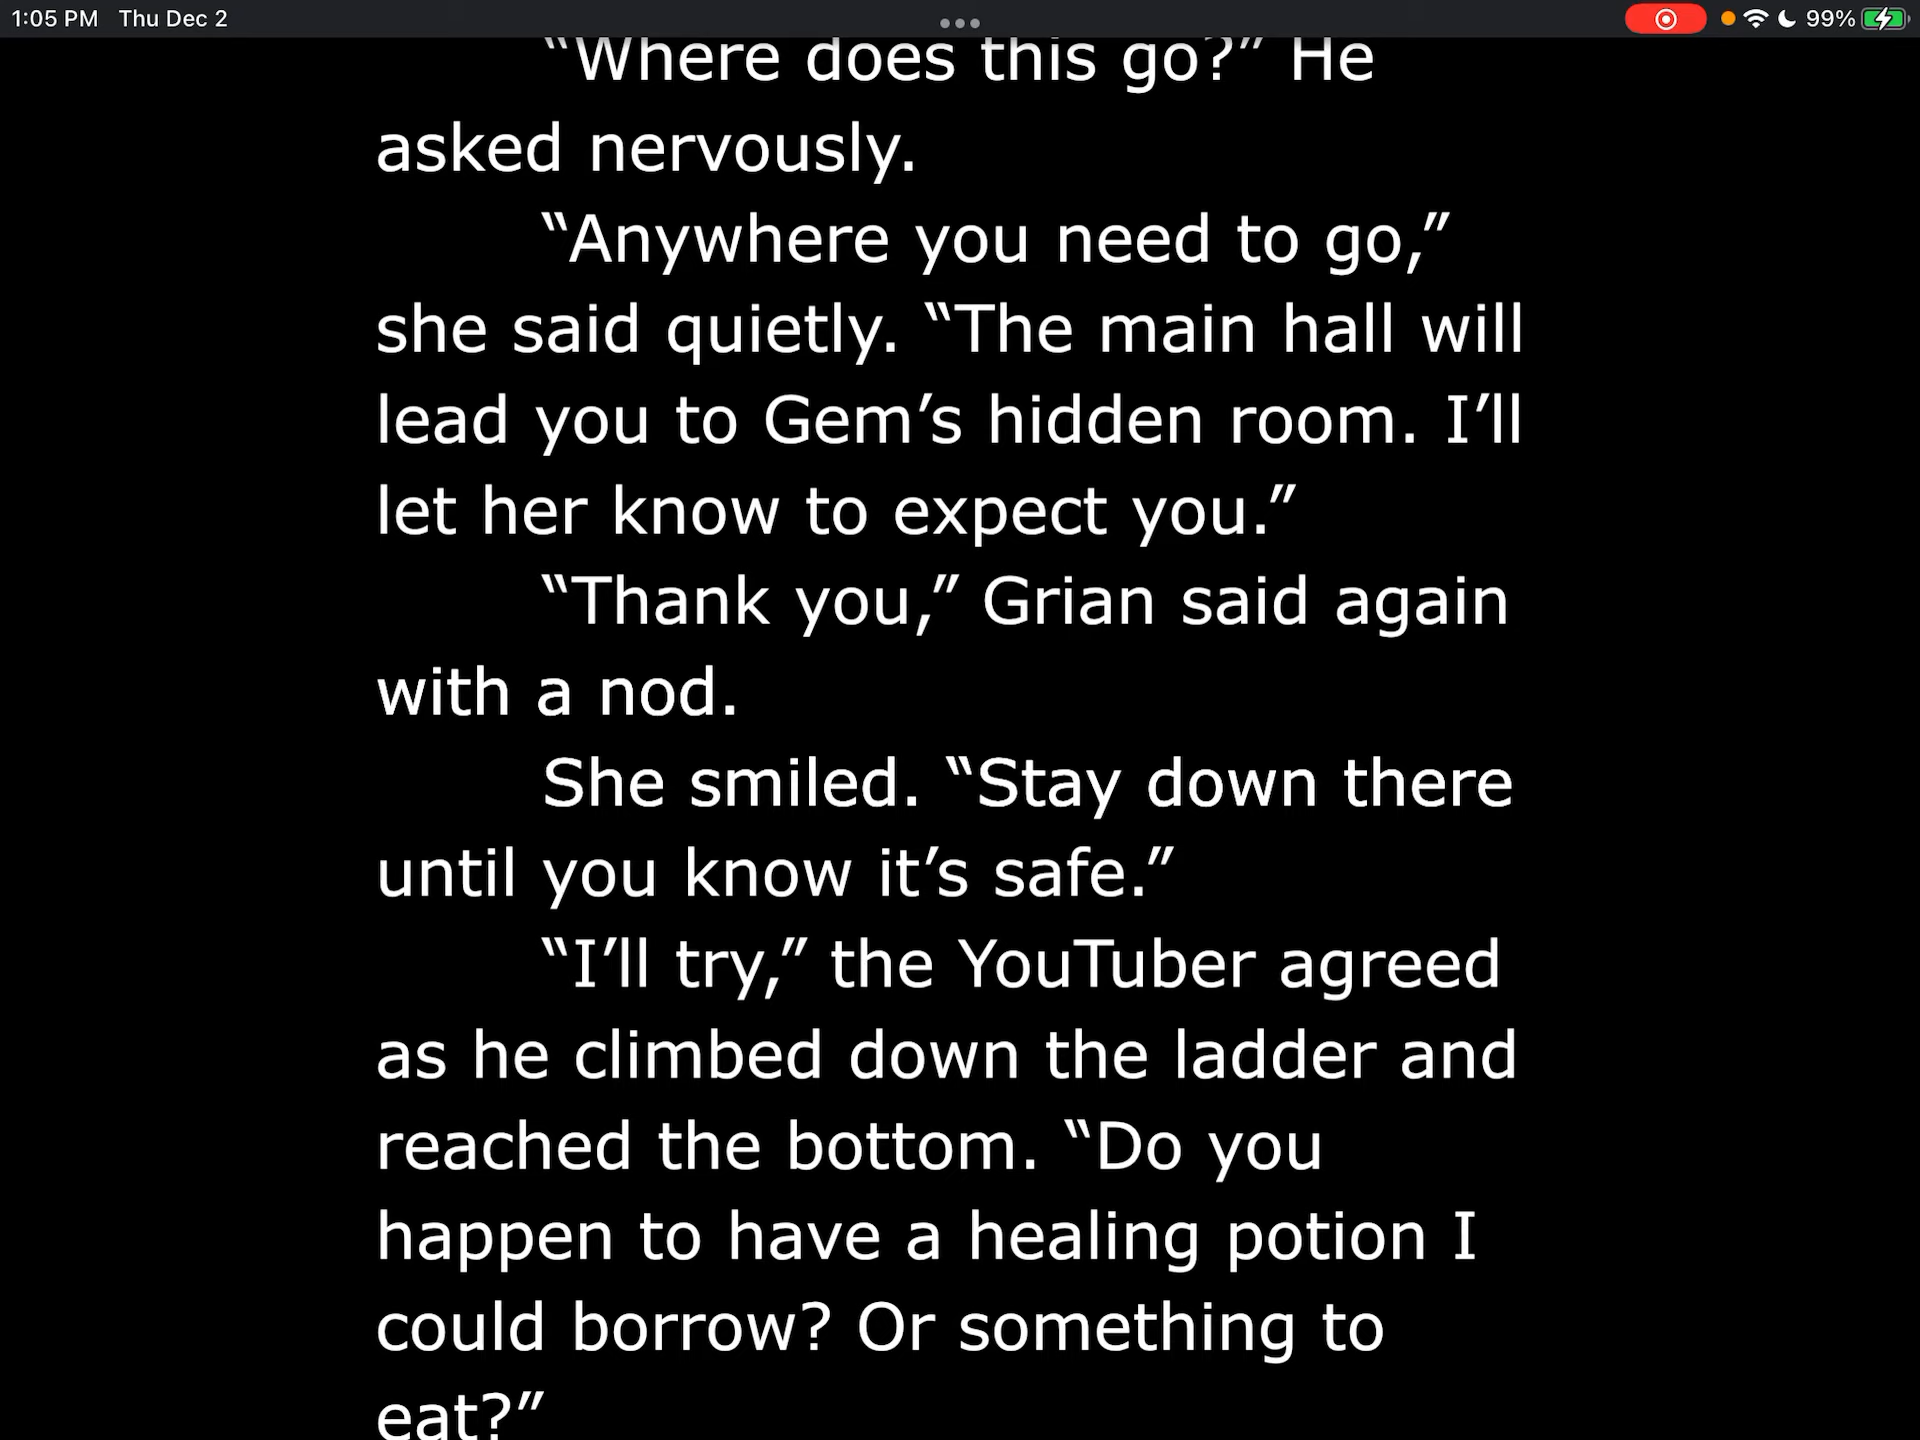 1:05 PM Thu Dec 2
99%
“Where does this go?” He
asked nervously.
“Anywhere you need to go,”
she said quietly. “The main hall will
lead you to Gem’s hidden room. I’ll
let her know to expect you.”
“Thank you,” Grian said again
with a nod.
She smiled. “Stay down there
until you know it’s safe.”
“I’ll try,” the YouTuber agreed
as he climbed down the ladder and
reached the bottom. “Do you
happen to have a healing potion I
could borrow? Or something to
eat?”